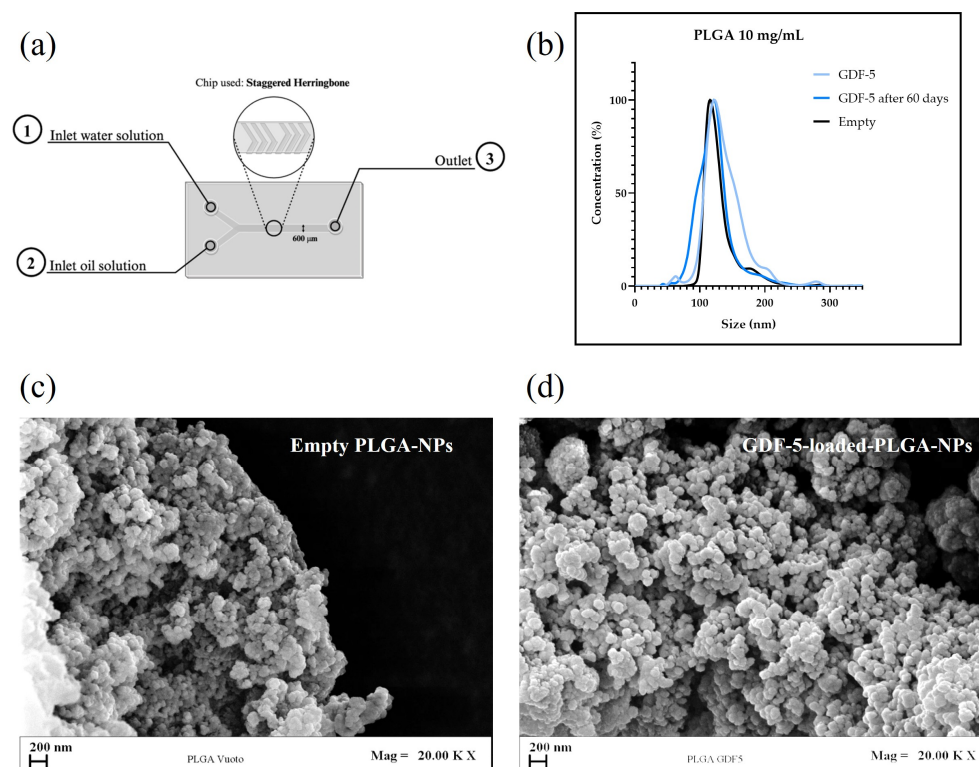 (a)
Chip used: Staggered Herringbone
1
Inlet water solution
Outlet
3
600 μm
2
Inlet oil solution
(b)
PLGA 10 mg/mL
GDF-5
GDF-5 after 60 days
Empty
Concentration (%)
100
50
0
0
100
200
300
Size (nm)
(c)
Empty PLGA-NPs
200 nm
PLGA Vuoto
Mag = 20.00 K X
(d)
GDF-5-loaded-PLGA-NPs
200 nm
PLGA GDF5
Mag = 20.00 K X